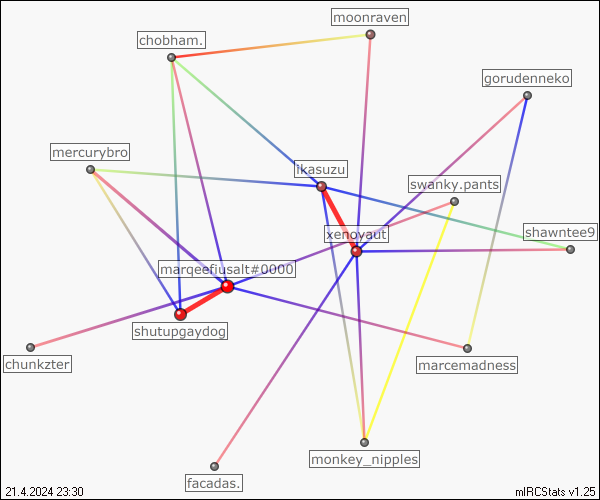 moonraven
chobham.
gorudenneko
mercurybro
ikasuzu
swanky.pants
xenoyaut
shawntee9
marqeefiusalt#0000
shutupgaydog
chunkzter
marcemadness
monkey_nipples
facadas.
21.4.2024 23:30
mIRCStats v1.25